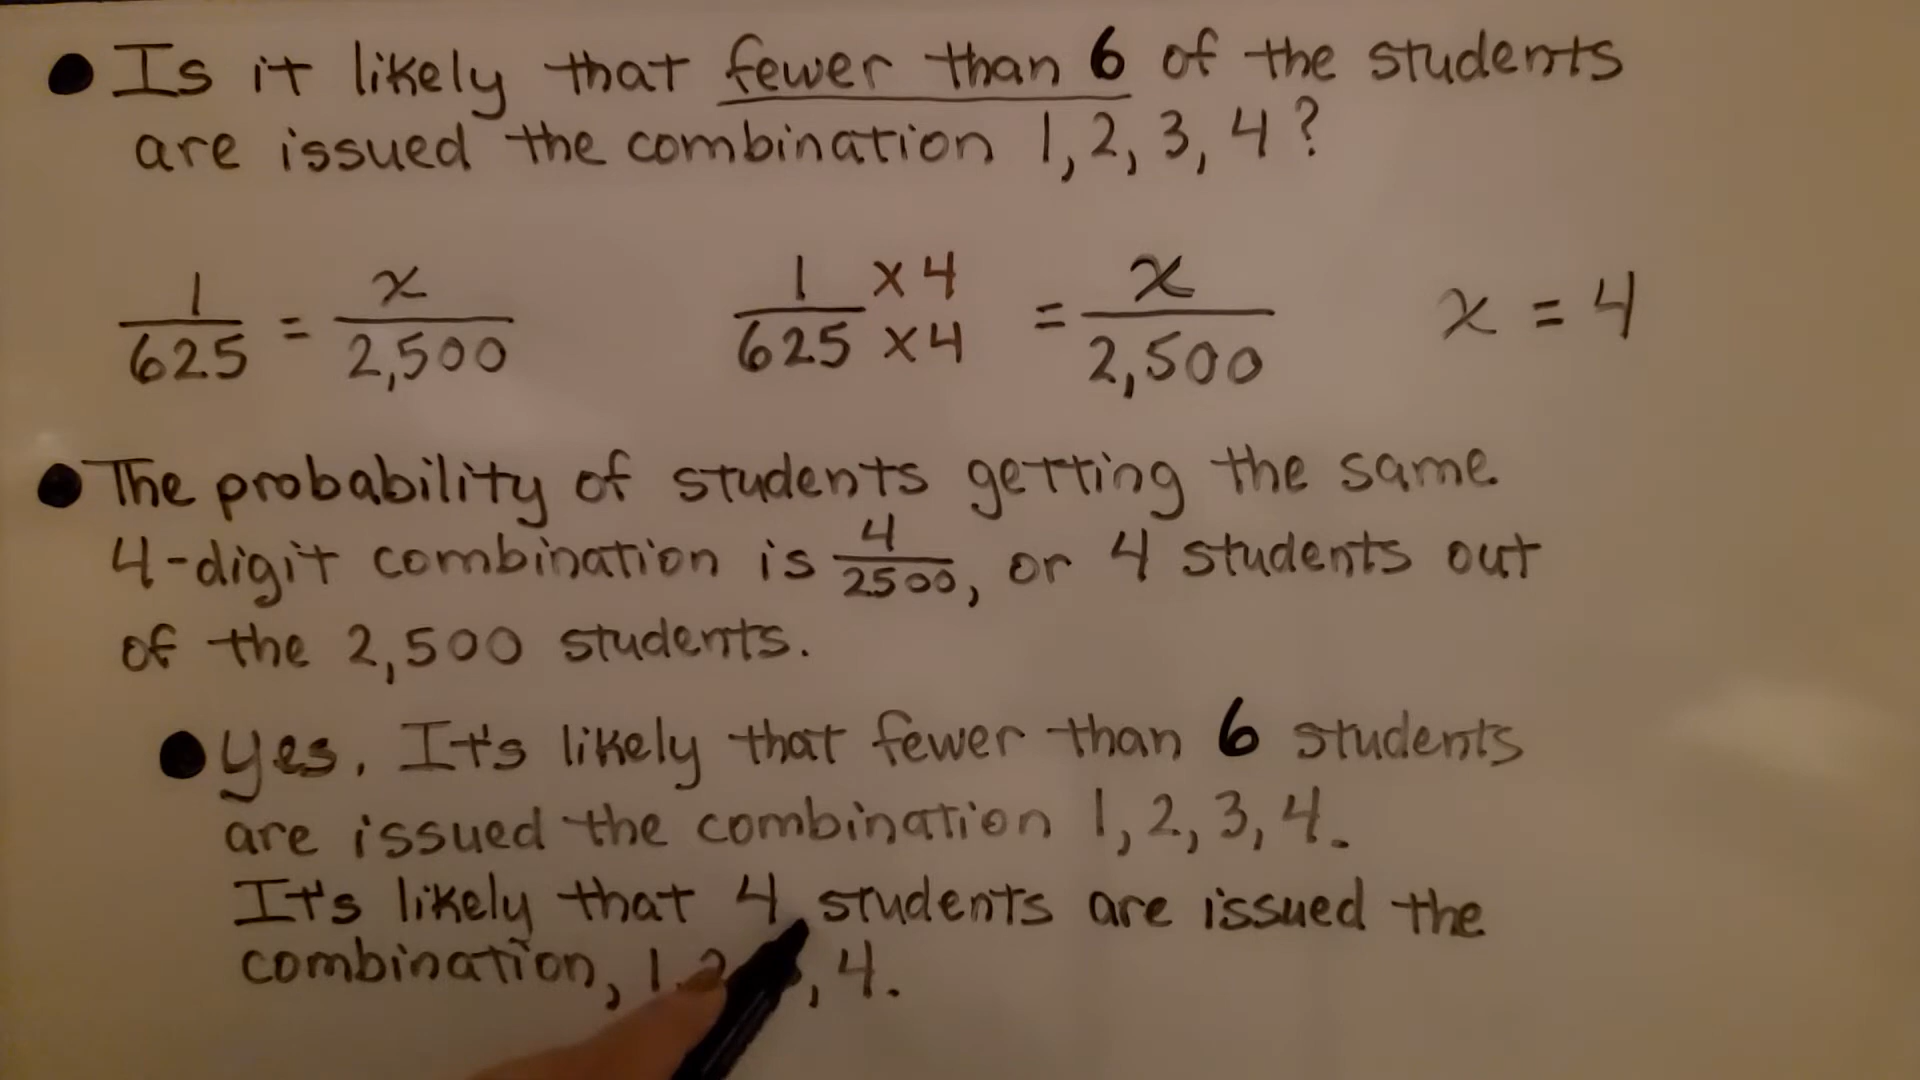 • Is it likely that fewer than 6 of the students
are issued the combination 1, 2, 3, 4?
1/625 = x/2,500
1/625 x 4/x 4 = x/2,500
x = 4
• The probability of students getting the same
4-digit combination is 4/2500, or 4 students out
of the 2,500 students.
• Yes. It's likely that fewer than 6 students
are issued the combination 1, 2, 3, 4.
It's likely that 4 students are issued the
combination, 1, 2 , 4.